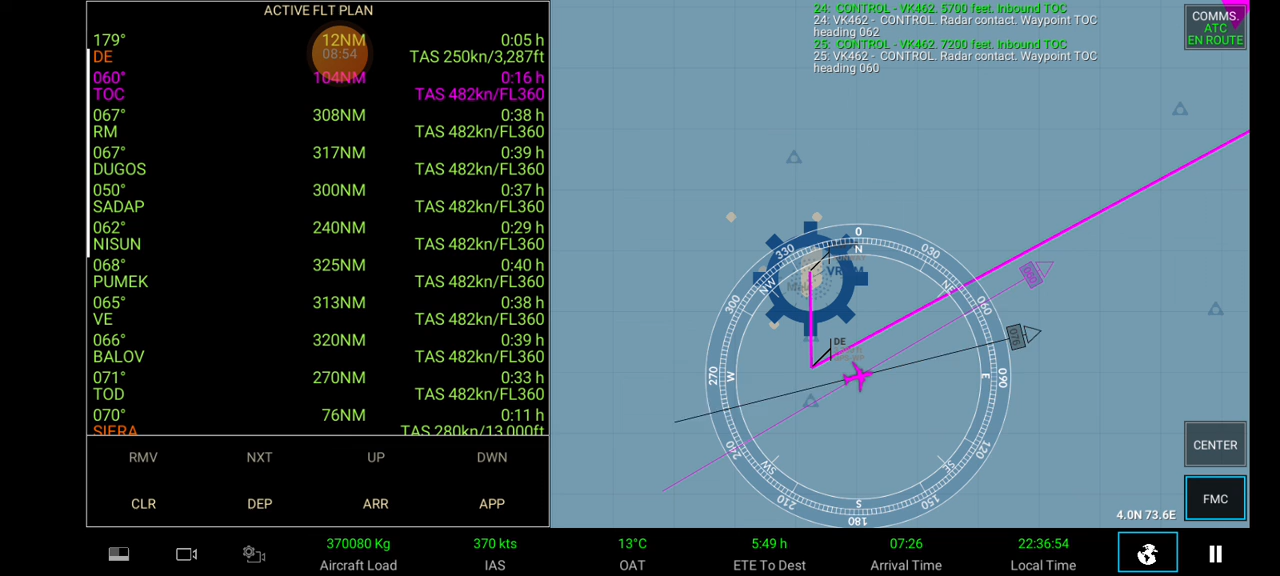 ACTIVE FLT PLAN
179° 12NM 0:05 h
DE TAS 250kn/3,287ft
08:54
060° 104NM 0:16 h
TOC TAS 482kn/FL360
067° 308NM 0:38 h
RM TAS 482kn/FL360
067° 317NM 0:39 h
DUGOS TAS 482kn/FL360
050° 300NM 0:37 h
SADAP TAS 482kn/FL360
062° 240NM 0:29 h
NISUN TAS 482kn/FL360
068° 325NM 0:40 h
PUMEK TAS 482kn/FL360
065° 313NM 0:38 h
VE TAS 482kn/FL360
066° 320NM 0:39 h
BALOV TAS 482kn/FL360
071° 270NM 0:33 h
TOD TAS 482kn/FL360
070° 76NM 0:11 h
SIERA TAS 280kn/13,000ft
RMV NXT UP DWN
CLR DEP ARR APP
24: CONTROL - VK462. 5700 feet. Inbound TOC
24: VK462 - CONTROL. Radar contact. Waypoint TOC
heading 062
25: CONTROL - VK462. 7200 feet. Inbound TOC
25: VK462 - CONTROL. Radar contact. Waypoint TOC
heading 060
COMMS.
ATC
EN ROUTE
0
N
030
NE
060
E
090
120
SE
150
S
180
210
SW
240
W
270
300
NW
330
060
076
DE
CENTER
FMC
4.0N 73.6E
370080 Kg
Aircraft Load
370 kts
IAS
13°C
OAT
5:49 h
ETE To Dest
07:26
Arrival Time
22:36:54
Local Time